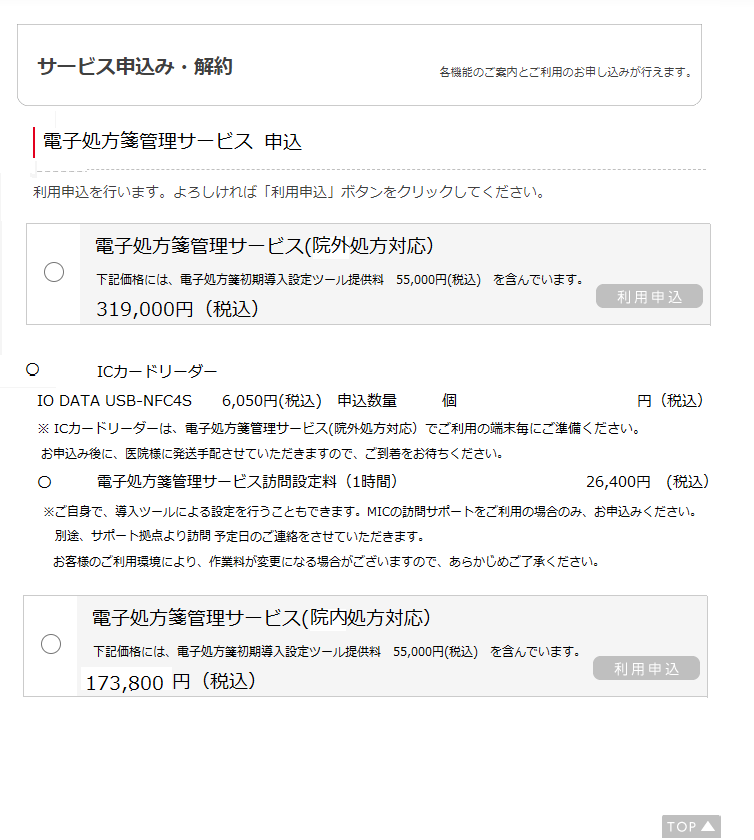 サービス申込み・解約
各機能のご案内とご利用のお申し込みが行えます。
電子処方箋管理サービス 申込
利用申込を行います。よろしければ「利用申込」ボタンをクリックしてください。
電子処方箋管理サービス(院外処方対応)
下記価格には、電子処方箋初期導入設定ツール提供料 55,000円(税込) を含んでいます。
利用申込
319,000円（税込）
ICカードリーダー
IO DATA USB-NFC4S 6,050円(税込) 申込数量 個 円（税込）
※ ICカードリーダーは、電子処方箋管理サービス(院外処方対応）でご利用の端末毎にご準備ください。
お申込み後に、医院様に発送手配させていただきますので、ご到着をお待ちください。
電子処方箋管理サービス訪問設定料（1時間） 26,400円 （税込）
※ご自身で、導入ツールによる設定を行うこともできます。MICの訪問サポートをご利用の場合のみ、お申込みください。
別途、サポート拠点より訪問 予定日のご連絡をさせていただきます。
お客様のご利用環境により、作業料が変更になる場合がございますので、あらかじめご了承ください。
電子処方箋管理サービス(院内処方対応）
下記価格には、電子処方箋初期導入設定ツール提供料 55,000円(税込) を含んでいます。
利用申込
173,800 円（税込）
TOP ▲